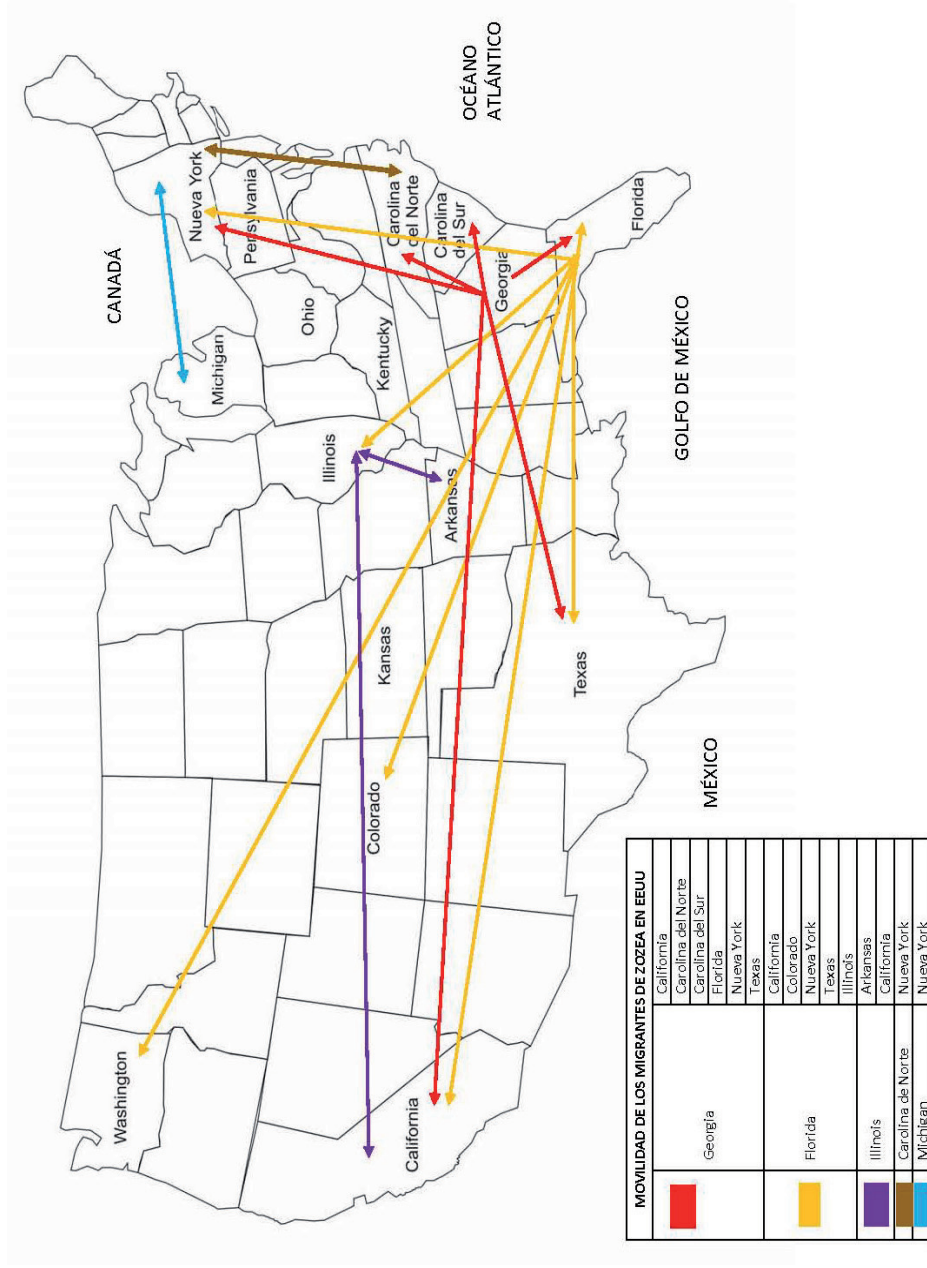 CANADÁ
OCÉANO
ATLÁNTICO
Washington
Michigan
Nueva York
Pensylvania
Ohio
Illinois
Colorado
Kansas
Kentucky
California
Arkansas
Carolina
del Norte
Carolina
del Sur
Georgia
Texas
Florida
GOLFO DE MÉXICO
MÉXICO
MOVILIDAD DE LOS MIGRANTES DE ZOZEA EN EEUU
Georgia
California
Carolina del Norte
Carolina del Sur
Florida
Nueva York
Texas
Florida
California
Colorado
Nueva York
Texas
Illinois
Illinois
Arkansas
California
Carolina de Norte
Nueva York
Michigan
Nueva York